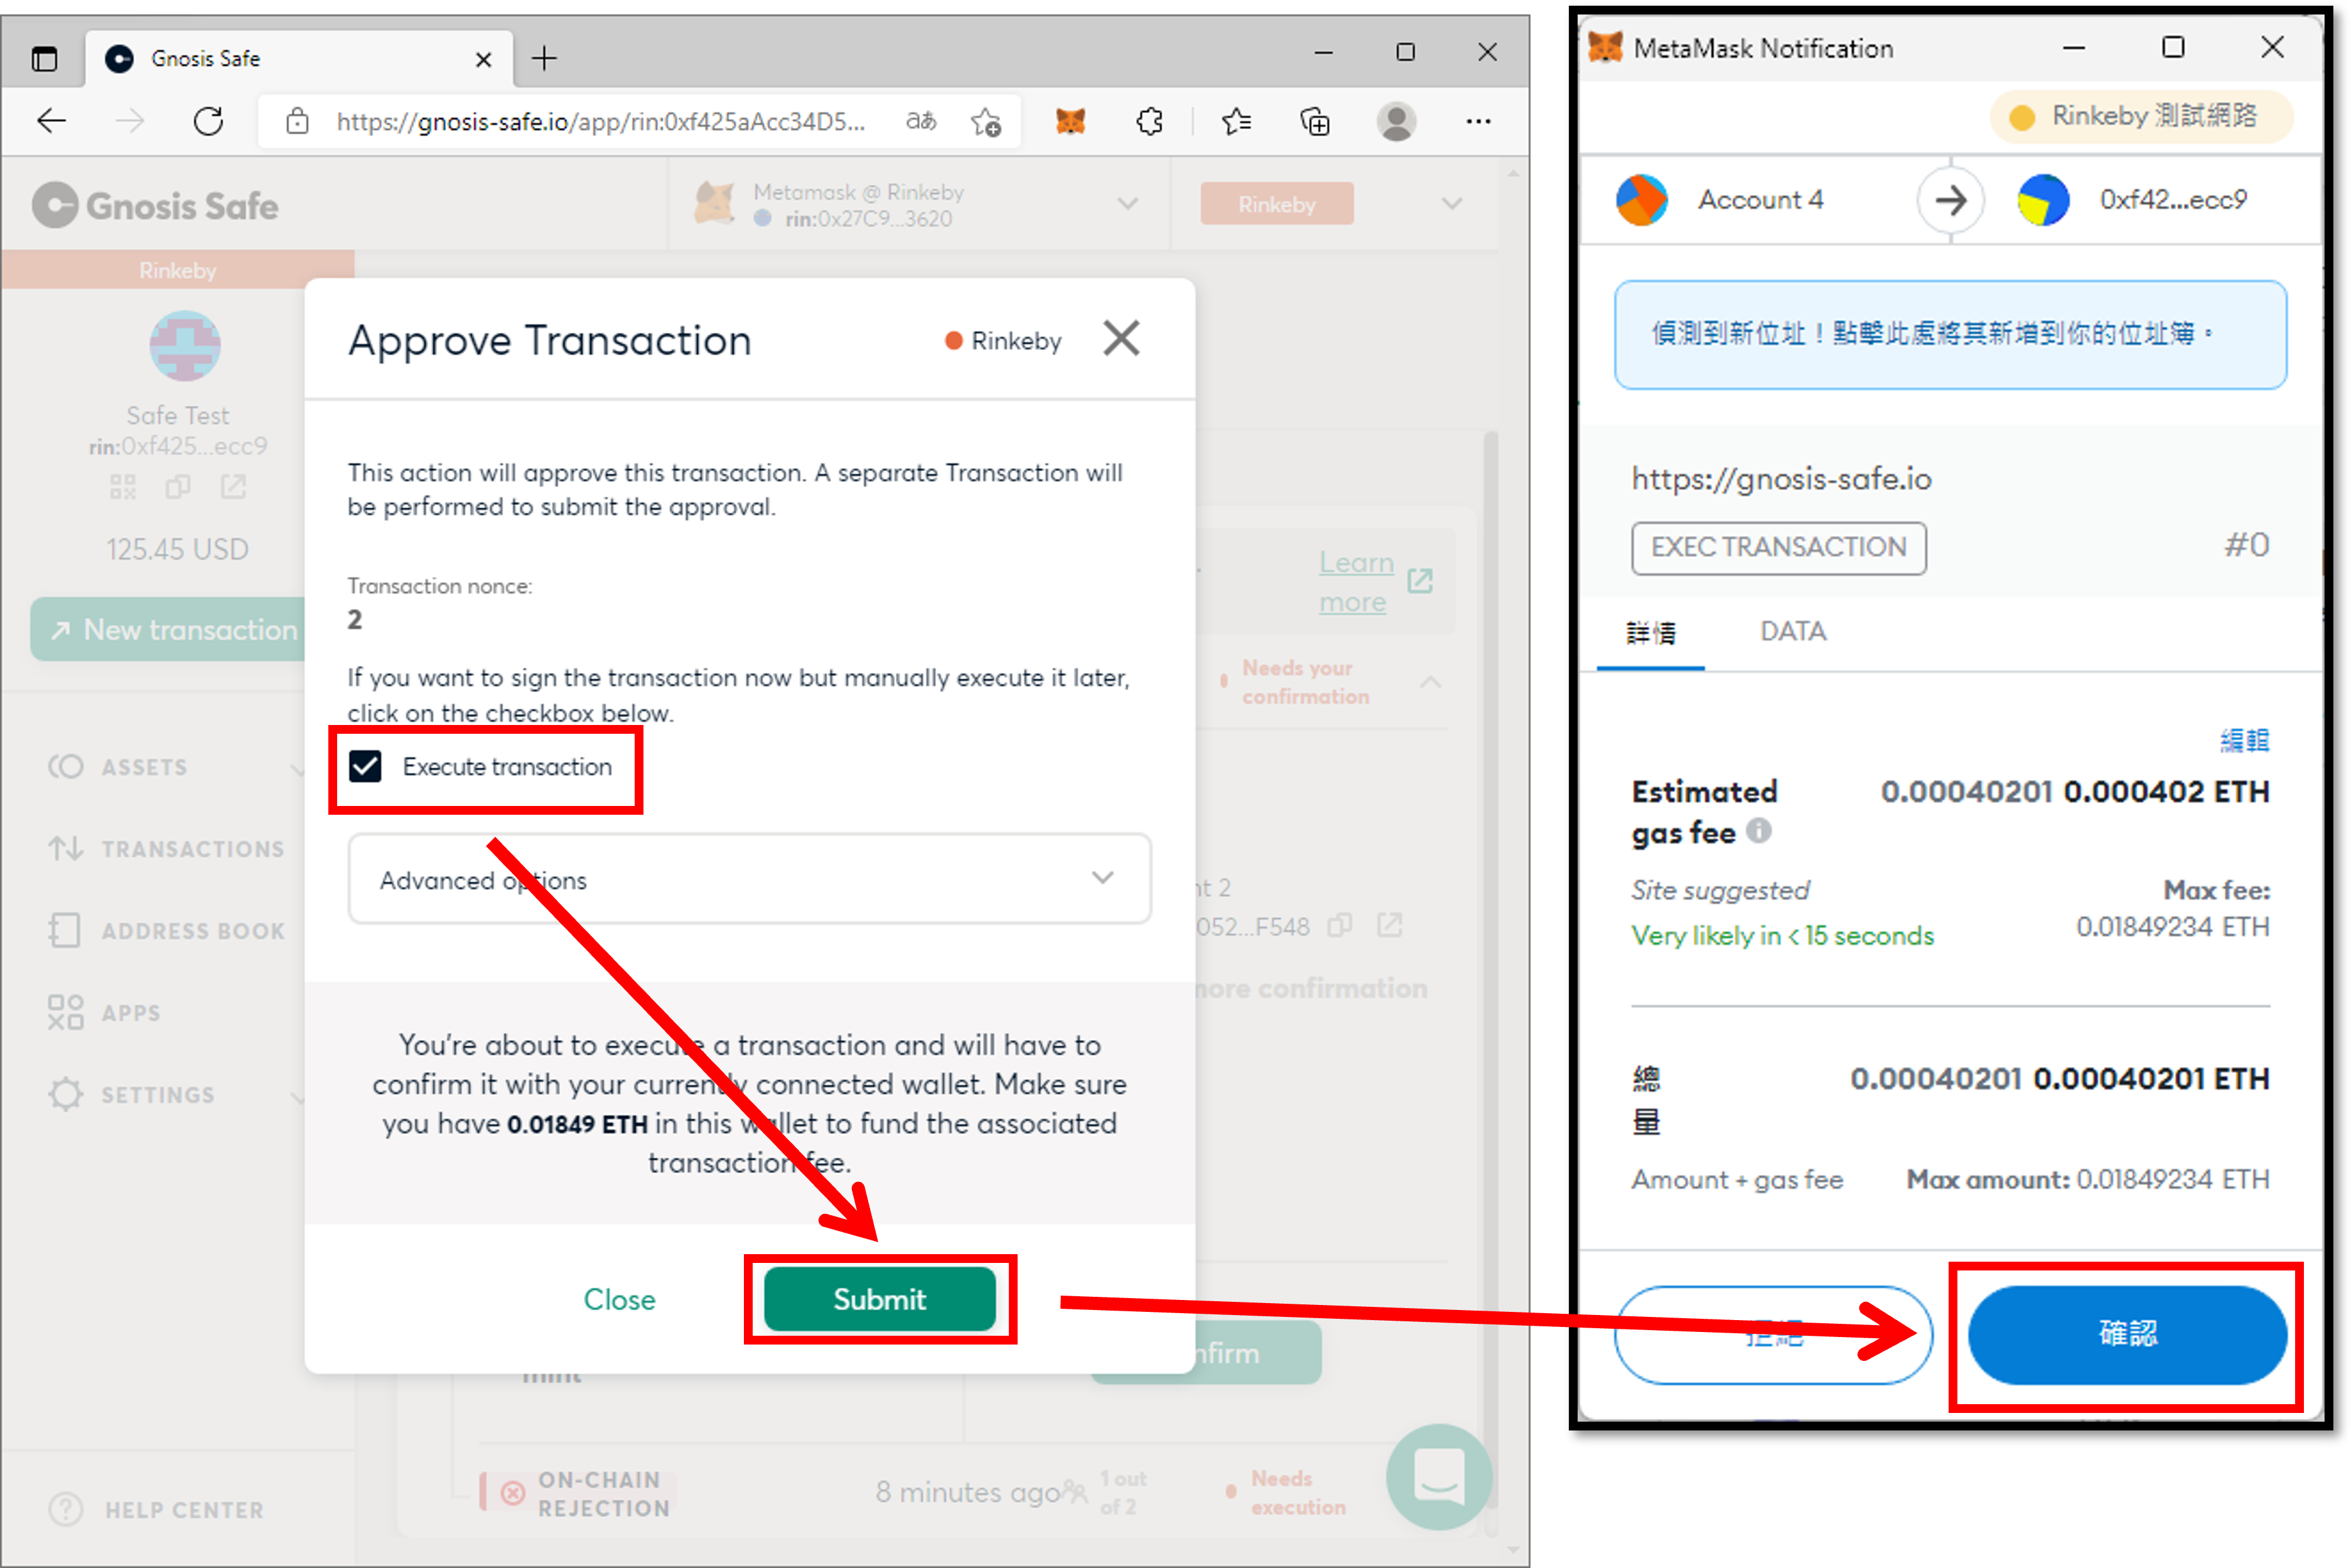 Gnosis Safe
https://gnosis-safe.io/app/rin:0xf425aAcc34D5...
aあ
Gnosis Safe
Metamask @ Rinkeby
rin:0x27C9...3620
Rinkeby
Rinkeby
Safe Test
rin:0xf425...ecc9
125.45 USD
New transaction
ASSETS
TRANSACTIONS
ADDRESS BOOK
APPS
SETTINGS
HELP CENTER
Approve Transaction
Rinkeby
This action will approve this transaction. A separate Transaction will
be performed to submit the approval.
Transaction nonce:
2
If you want to sign the transaction now but manually execute it later,
click on the checkbox below.
Execute transaction
Advanced options
You're about to execute a transaction and will have to
confirm it with your currently connected wallet. Make sure
you have 0.01849 ETH in this wallet to fund the associated
transaction fee.
Close
Submit
Learn
more
Needs your
confirmation
nt 2
052...F548
more confirmation
nfirm
mint
ON-CHAIN
REJECTION
8 minutes ago
1 out
of 2
Needs
execution
MetaMask Notification
Rinkeby 測試網路
Account 4
0xf42...ecc9
偵測到新位址！點擊此處將其新增到你的位址簿。
https://gnosis-safe.io
EXEC TRANSACTION
#0
詳情
DATA
編輯
Estimated
gas fee
0.00040201 0.000402 ETH
Site suggested
Very likely in < 15 seconds
Max fee:
0.01849234 ETH
總
量
0.00040201 0.00040201 ETH
Amount + gas fee
Max amount: 0.01849234 ETH
拒絕
確認